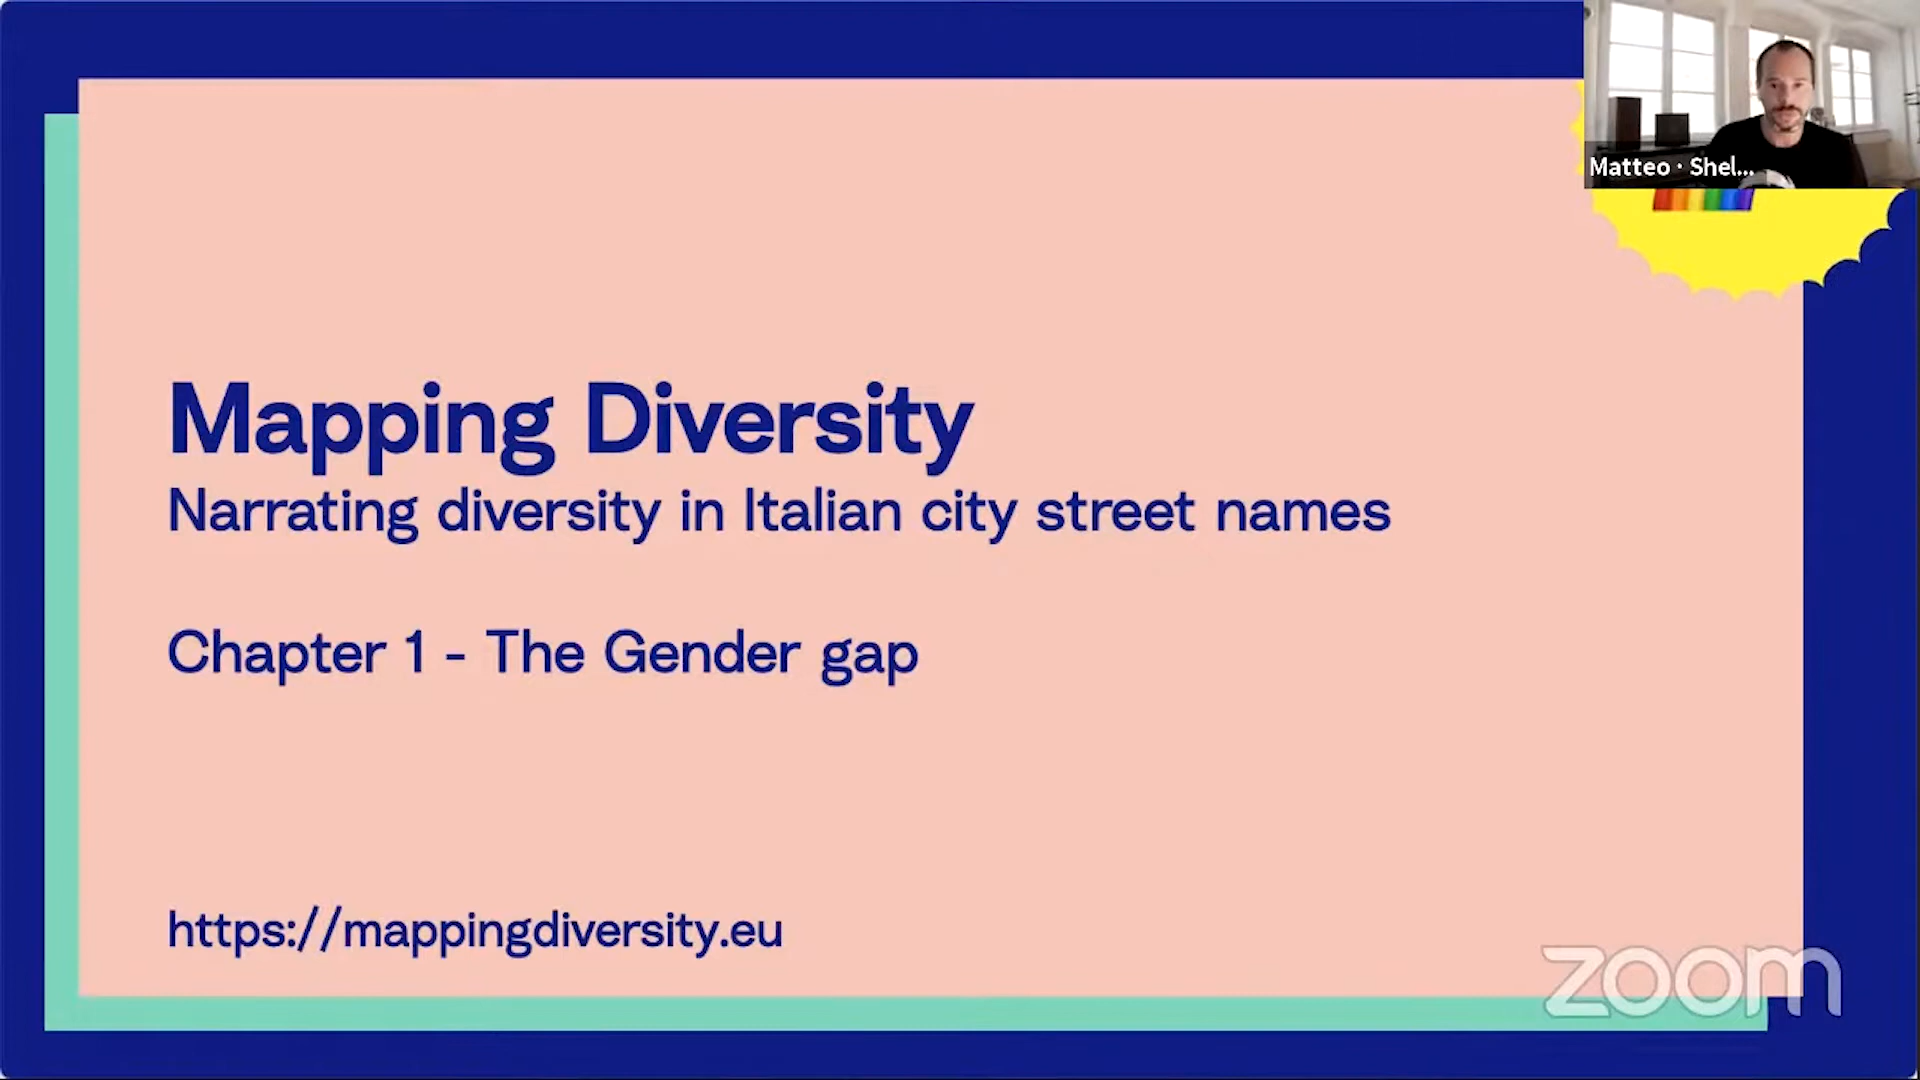 Matteo · Shel...
Mapping Diversity
Narrating diversity in Italian city street names
Chapter 1 - The Gender gap
https://mappingdiversity.eu
zoom